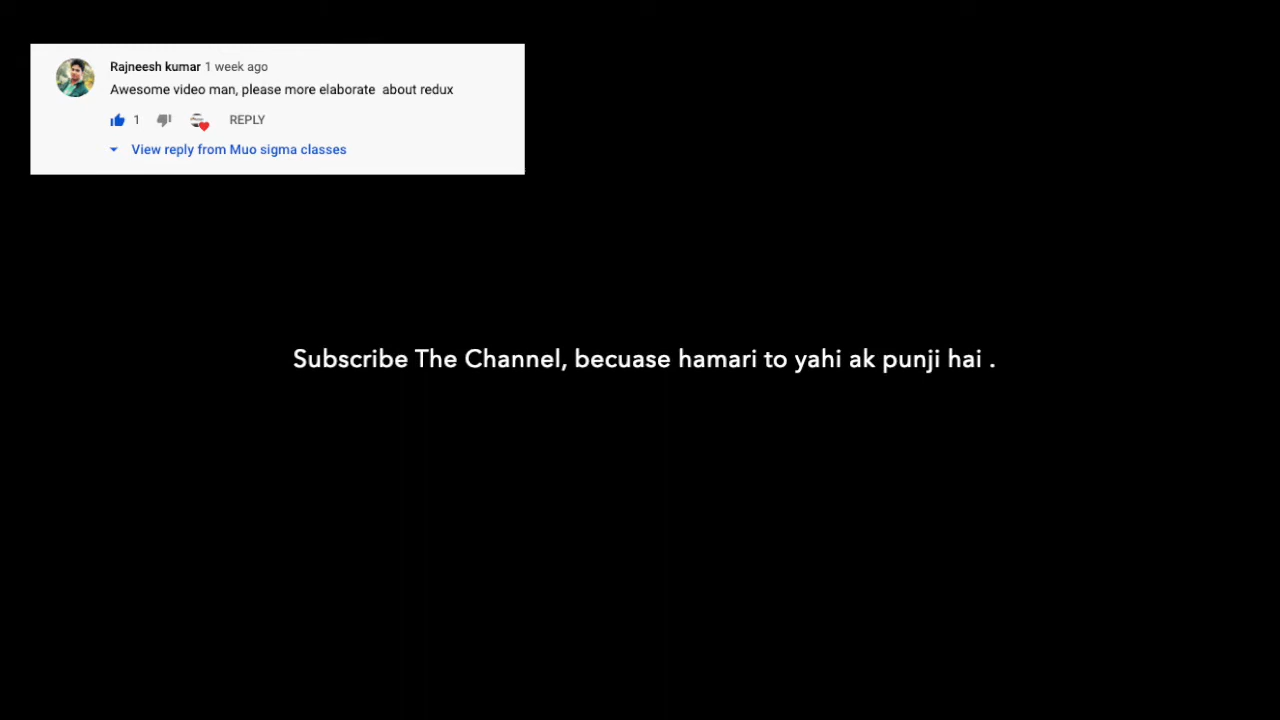 Rajneesh kumar 1 week ago
Awesome video man, please more elaborate about redux
1 REPLY
View reply from Muo sigma classes
Subscribe The Channel, becuase hamari to yahi ak punji hai .